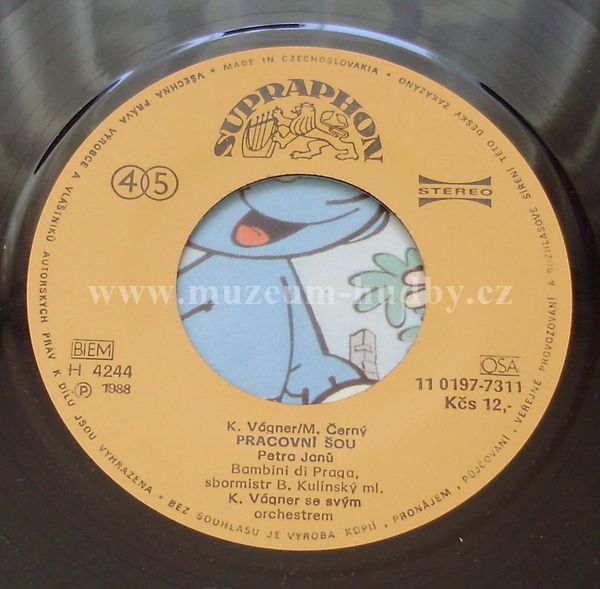 VŠECHNA PRÁVA VÝROBCE A VLASTNÍKŮ AUTORSKÝCH PRÁV K DÍLU JSOU VYHRAZENA • BEZ SOUHLASU JE VÝROBA KOPIÍ, PRONÁJEM, PŮJČOVÁNÍ, VEŘEJNÉ PROVOZOVÁNÍ A ROZHLASOVÉ ŠÍŘENÍ TÉTO DESKY ZAKÁZÁNO
• MADE IN CZECHOSLOVAKIA •
SUPRAPHON
45
STEREO
www.muzeum-hudby.cz
BIEM
OSA
H 4244
11 0197-7311
Ⓟ 1988
Kčs 12,-
K. Vágner/M. Černý
PRACOVNÍ ŠOU
Petra Janů
Bambini di Praga,
sbormistr B. Kulínský ml.
K. Vágner se svým
orchestrem